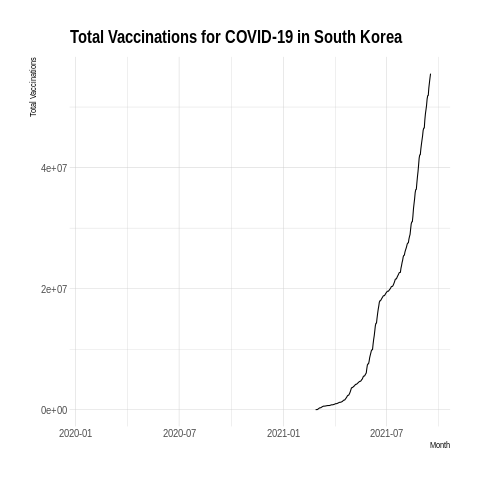 Total Vaccinations for COVID-19 in South Korea
Total Vaccinations
4e+07
2e+07
0e+00
2020-01 2020-07 2021-01 2021-07
Month